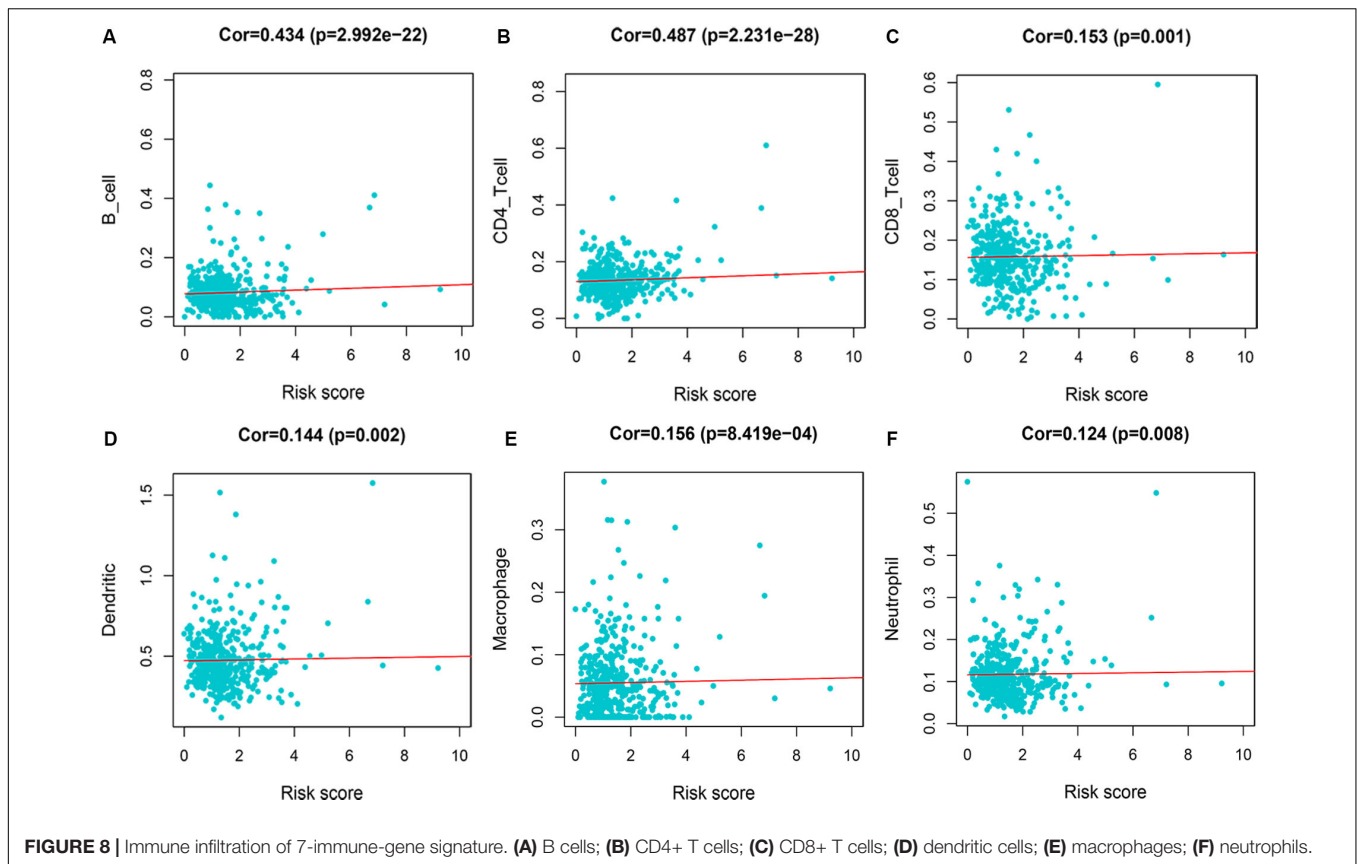 A Cor=0.434 (p=2.992e−22)
B Cor=0.487 (p=2.231e−28)
C Cor=0.153 (p=0.001)
B_cell
0.0 0.2 0.4 0.6 0.8
0 2 4 6 8 10
Risk score
CD4_Tcell
0.0 0.2 0.4 0.6 0.8
0 2 4 6 8 10
Risk score
CD8_Tcell
0.0 0.1 0.2 0.3 0.4 0.5 0.6
0 2 4 6 8 10
Risk score
D Cor=0.144 (p=0.002)
E Cor=0.156 (p=8.419e−04)
F Cor=0.124 (p=0.008)
Dendritic
0.5 1.0 1.5
0 2 4 6 8 10
Risk score
Macrophage
0.0 0.1 0.2 0.3
0 2 4 6 8 10
Risk score
Neutrophil
0.0 0.1 0.2 0.3 0.4 0.5
0 2 4 6 8 10
Risk score
FIGURE 8 | Immune infiltration of 7-immune-gene signature. (A) B cells; (B) CD4+ T cells; (C) CD8+ T cells; (D) dendritic cells; (E) macrophages; (F) neutrophils.